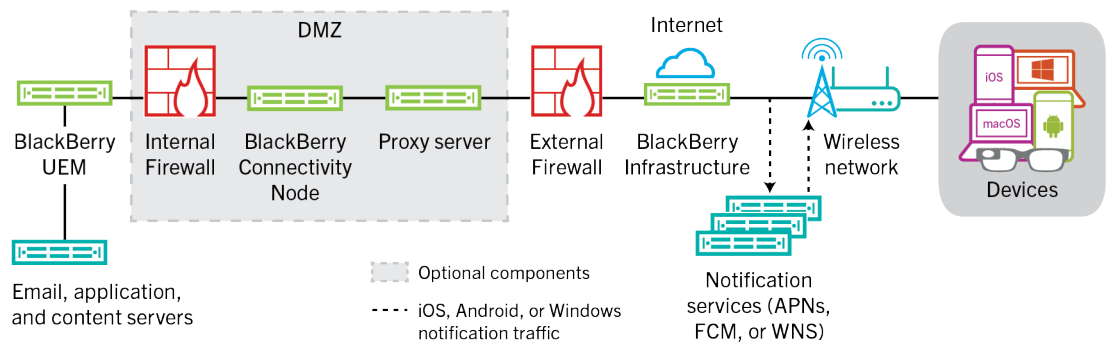 DMZ
Internet
iOS
macOS
BlackBerry
UEM
Internal
Firewall
BlackBerry
Connectivity
Node
Proxy server
External
Firewall
BlackBerry
Infrastructure
Wireless
network
Devices
Email, application,
and content servers
Optional components
iOS, Android, or Windows
notification traffic
Notification
services (APNs,
FCM, or WNS)